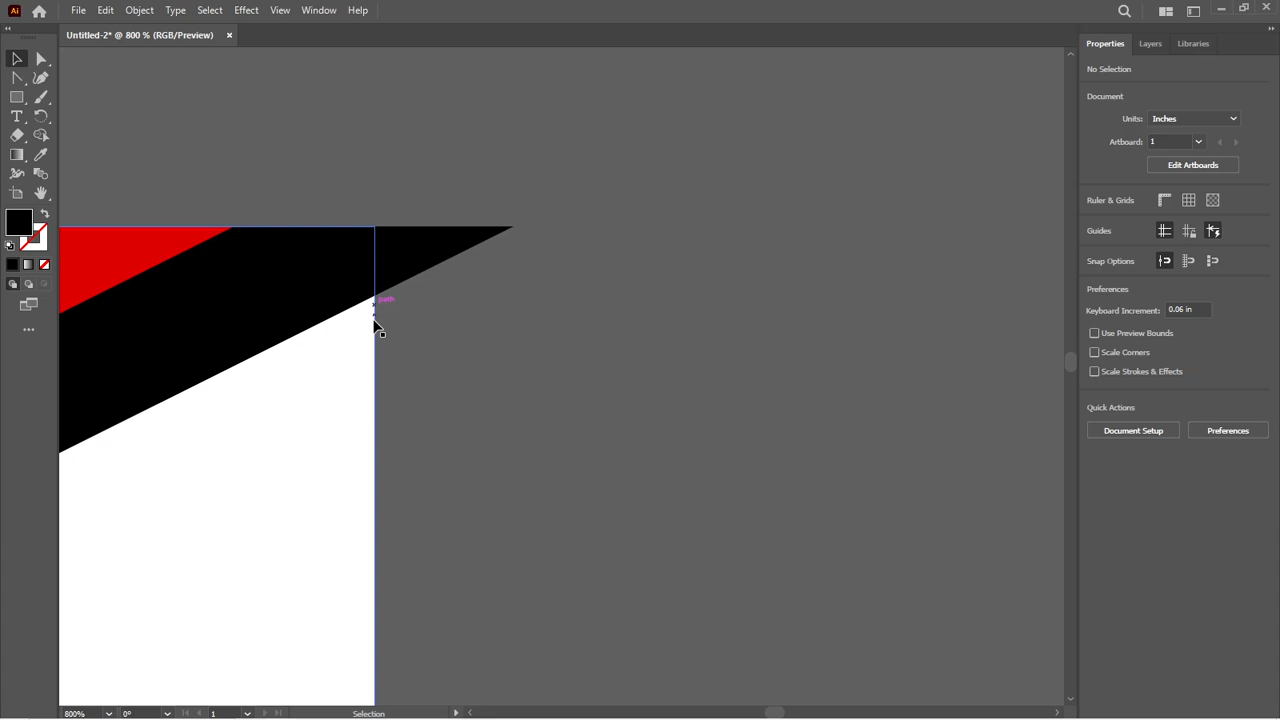 Ai File Edit Object Type Select Effect View Window Help
Untitled-2* @ 800 % (RGB/Preview) ×
Properties Layers Libraries
No Selection
Document
Units: Inches
Artboard: 1
Edit Artboards
Ruler & Grids
Guides
Snap Options
Preferences
Keyboard Increment: 0.06 in
Use Preview Bounds
Scale Corners
Scale Strokes & Effects
Quick Actions
Document Setup Preferences
path
800% 0° 1 Selection